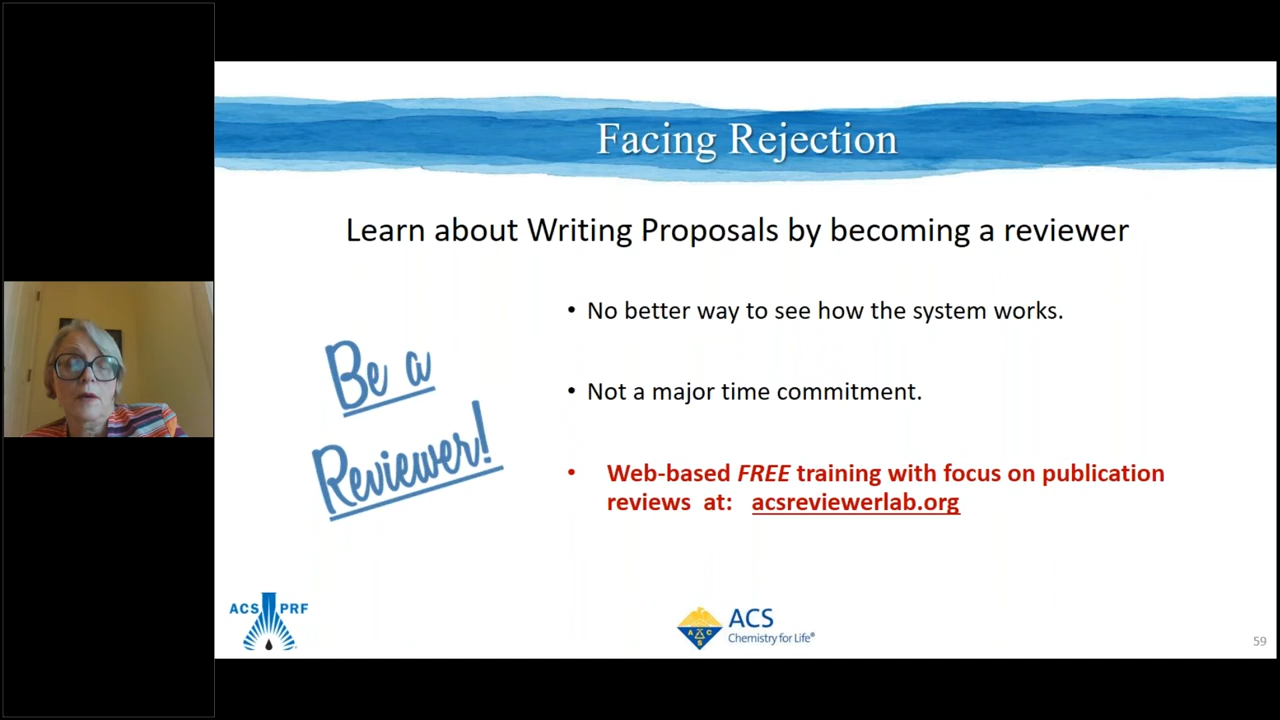 Facing Rejection
Learn about Writing Proposals by becoming a reviewer
• No better way to see how the system works.
Be a
Reviewer!
• Not a major time commitment.
• Web-based FREE training with focus on publication
reviews at: acsreviewerlab.org
ACS PRF
ACS
ACS
Chemistry for Life®
59